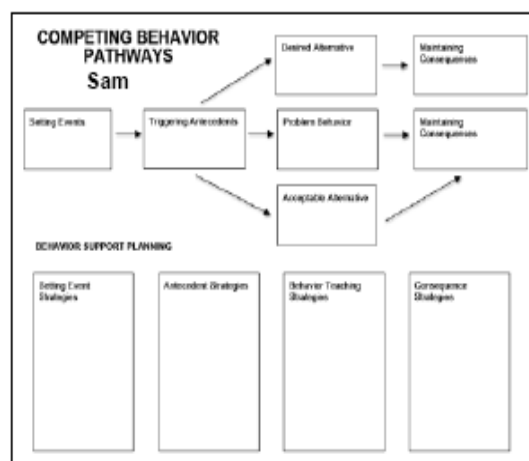 COMPETING BEHAVIOR
PATHWAYS
Sam
Desired Alternative
Maintaining
Consequences
Setting Events
Triggering Antecedents
Problem Behavior
Maintaining
Consequences
Acceptable Alternative
BEHAVIOR SUPPORT PLANNING
Setting Event
Strategies
Antecedent Strategies
Behavior Teaching
Strategies
Consequence
Strategies